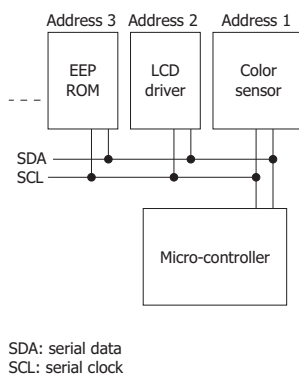 Address 3 Address 2 Address 1
EEP ROM
LCD driver
Color sensor
SDA
SCL
Micro-controller
SDA: serial data
SCL: serial clock